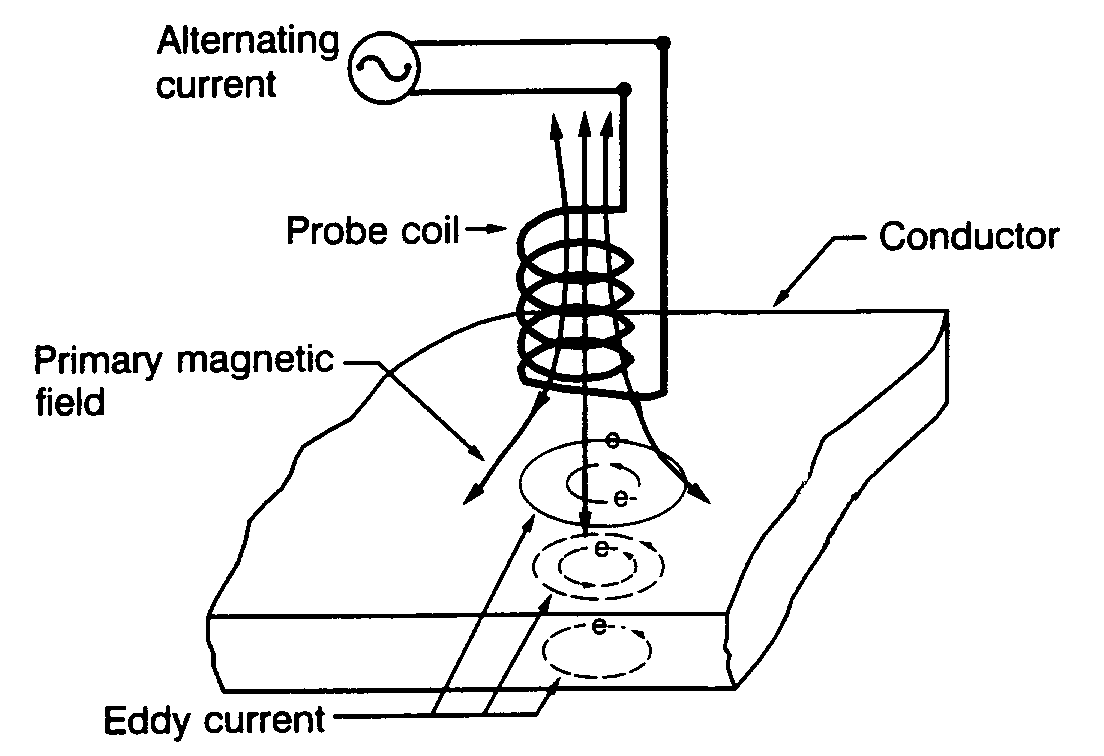 Alternating
current
Probe coil
Conductor
Primary magnetic
field
e-
e-
e-
e-
Eddy current